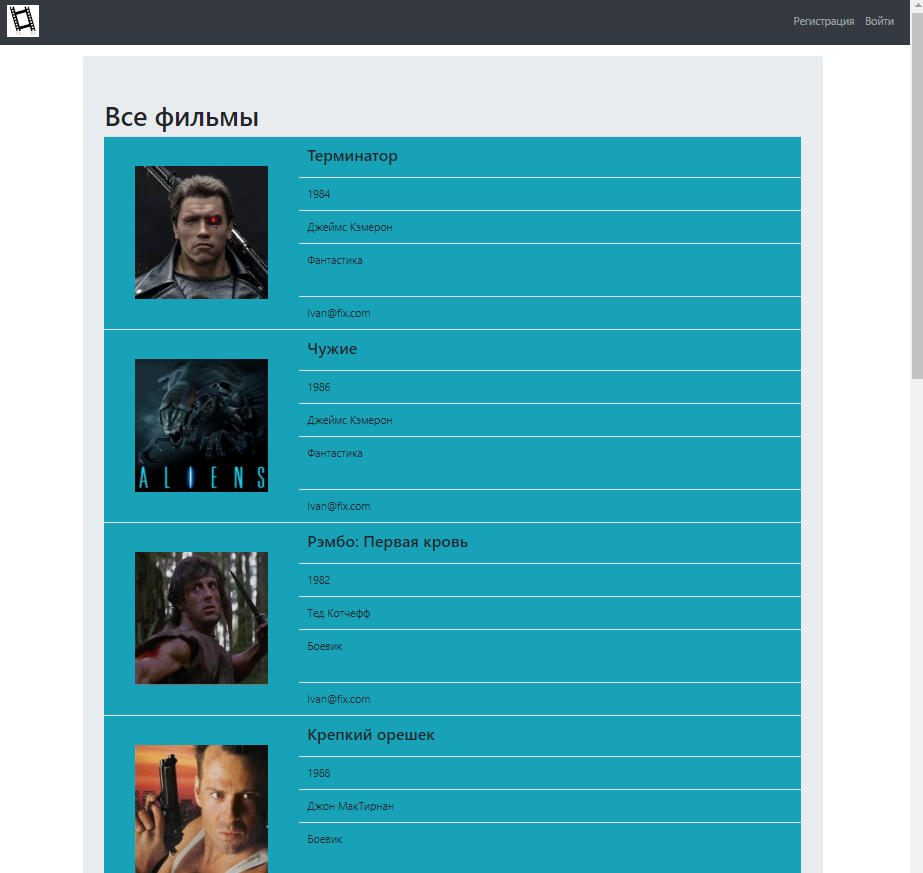 Регистрация Войти
Все фильмы
Терминатор
1984
Джеймс Кэмерон
Фантастика
Ivan@fix.com
Чужие
1986
Джеймс Кэмерон
Фантастика
ALIENS
Ivan@fix.com
Рэмбо: Первая кровь
1982
Тед Котчефф
Боевик
Ivan@fix.com
Крепкий орешек
1988
Джон МакТирнан
Боевик